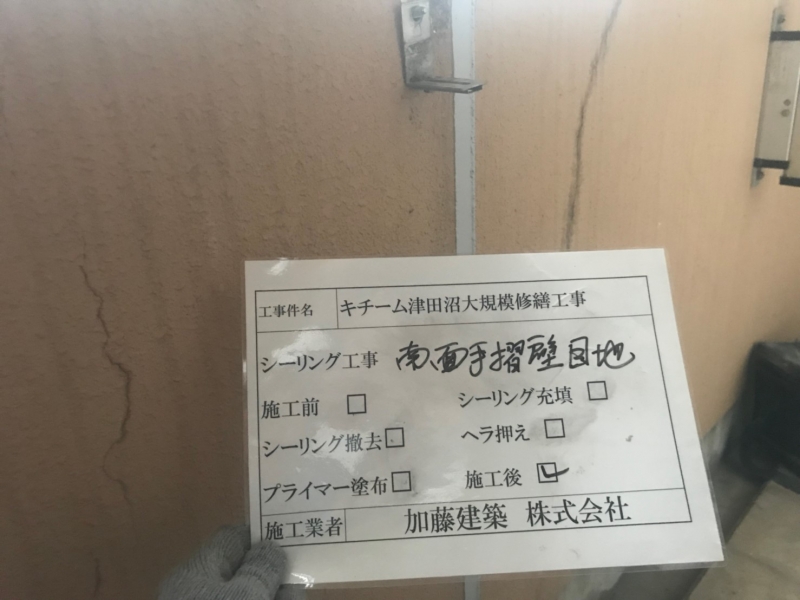 工事件名 キチーム津田沼大規模修繕工事
シーリング工事 南面手摺壁目地
施工前 □ シーリング充填 □
シーリング撤去 □ ヘラ押え □
プライマー塗布 □ 施工後 ☑
施工業者 加藤建築 株式会社